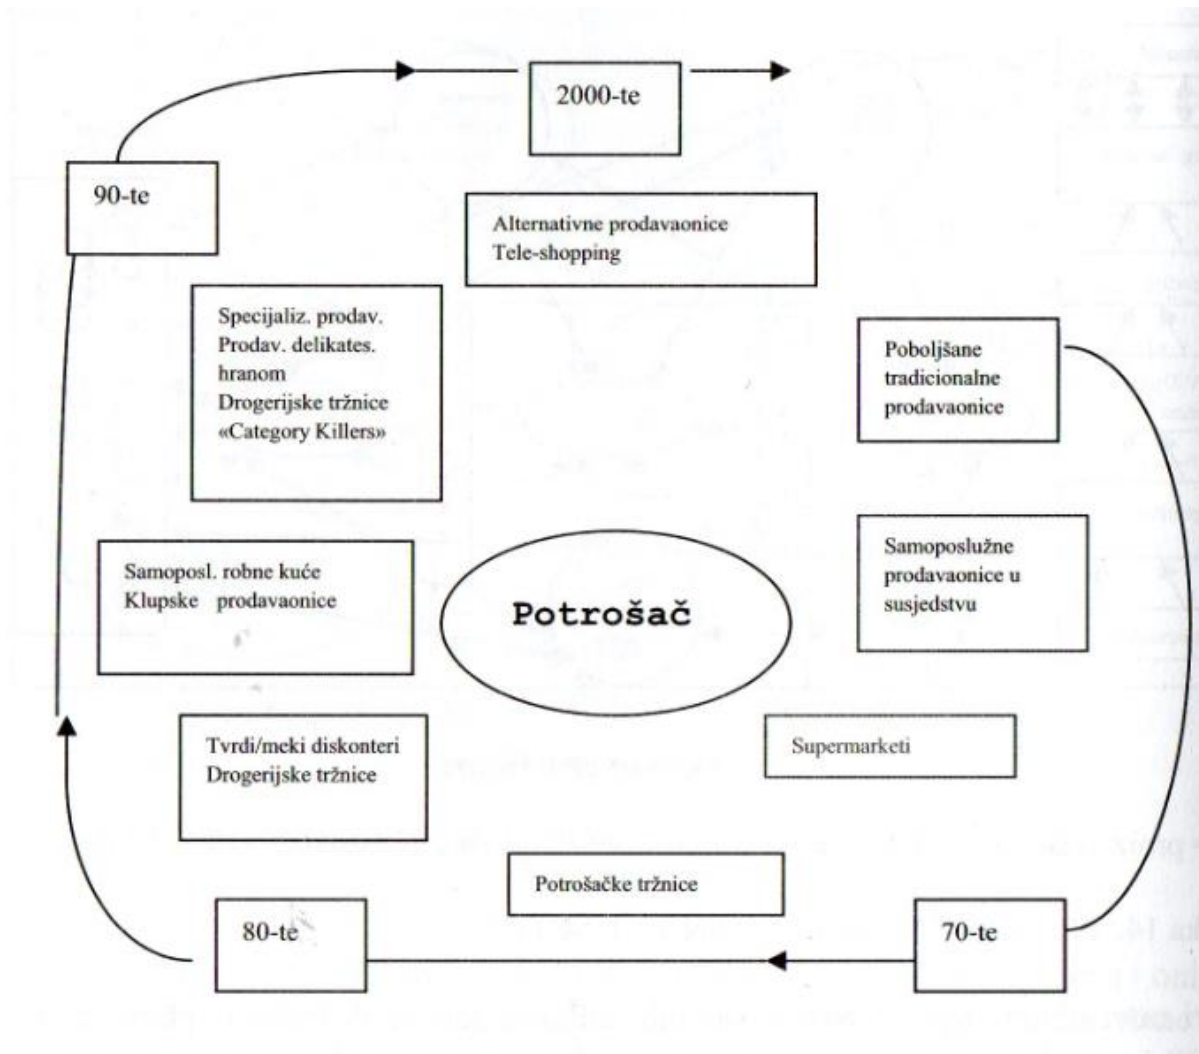 2000-te
90-te
Alternativne prodavaonice
Tele-shopping
Specijaliz. prodav.
Prodav. delikates.
hranom
Drogerijske tržnice
«Category Killers»
Poboljšane
tradicionalne
prodavaonice
Samoposl. robne kuće
Klupske prodavaonice
Potrošač
Samoposlužne
prodavaonice u
susjedstvu
Tvrdi/meki diskonteri
Drogerijske tržnice
Supermarketi
Potrošačke tržnice
80-te
70-te